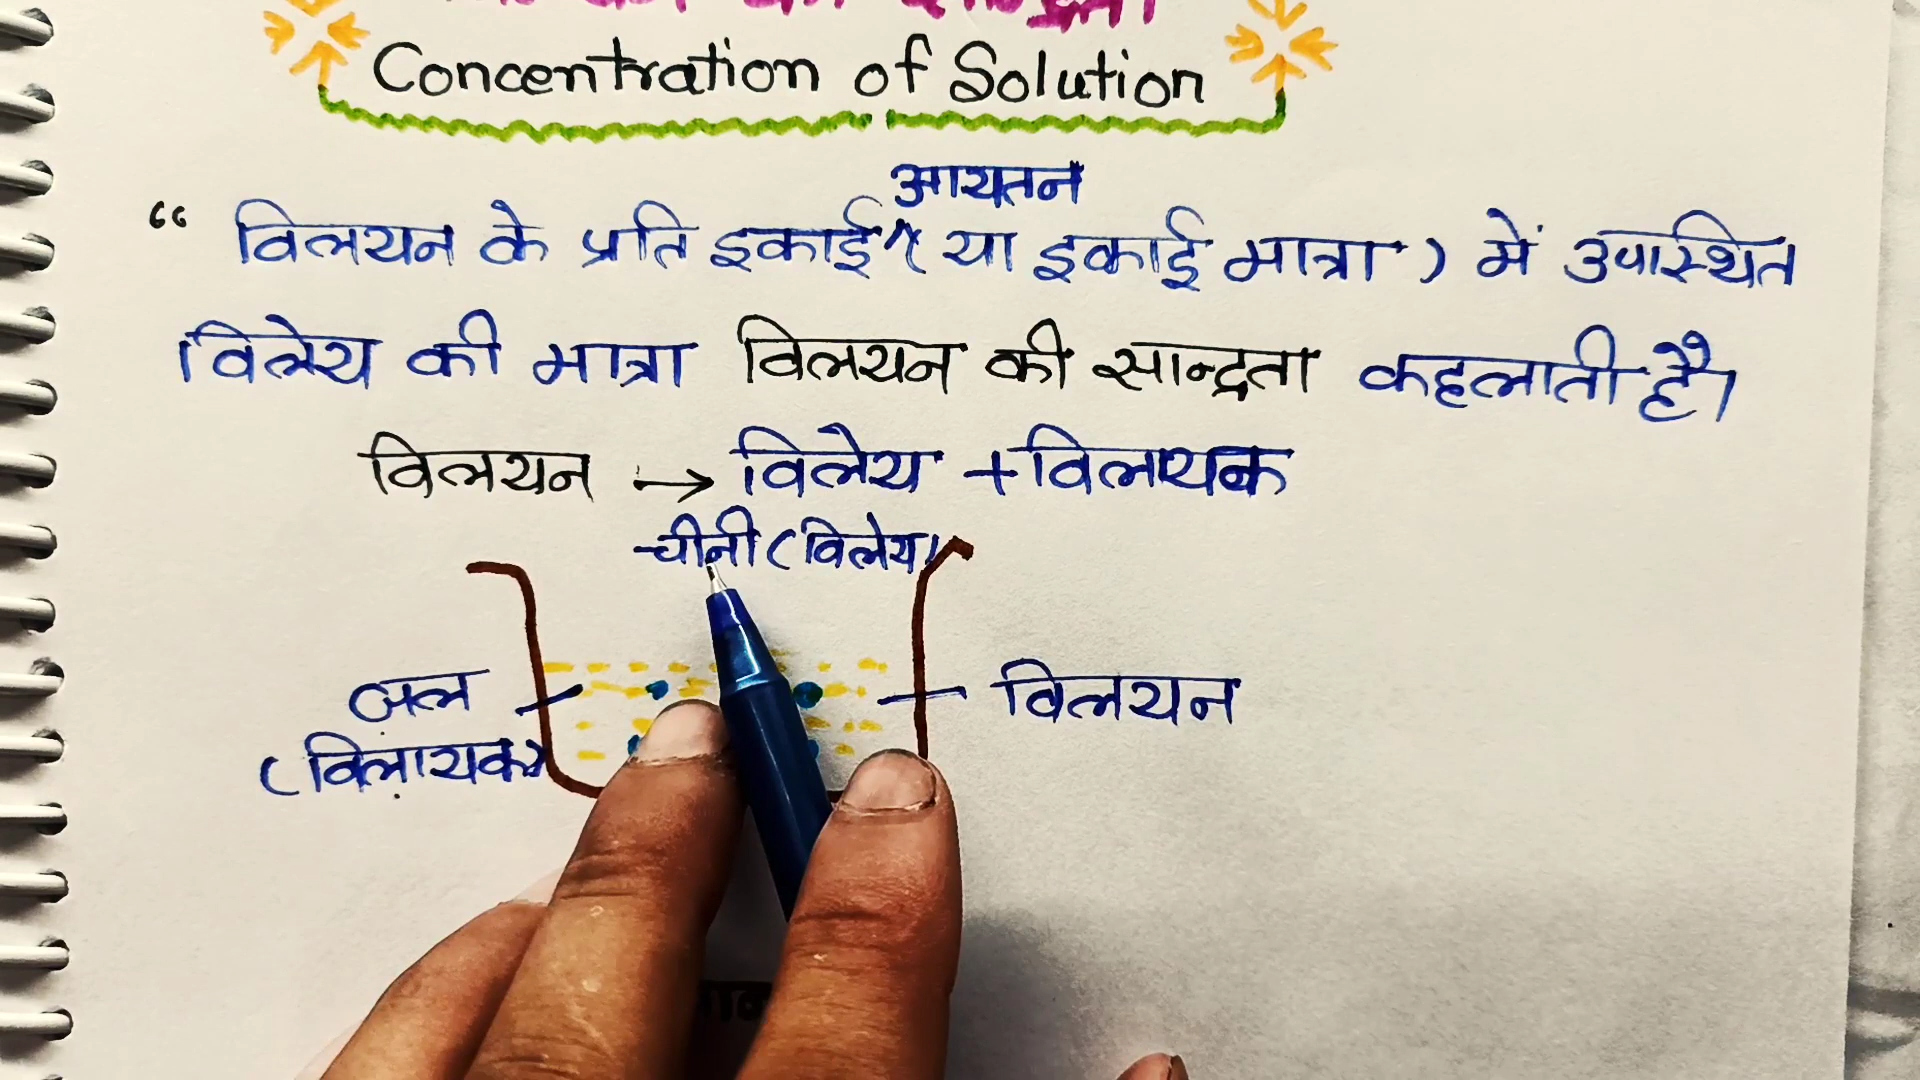 Concentration of Solution
आयतन
“ विलयन के प्रति इकाई ^ ( या इकाई मात्रा ) में उपस्थित
विलेय की मात्रा विलयन की सान्द्रता कहलाती है।
विलयन → विलेय + विलायक
चीनी (विलेय)
जल
विलयन
(विलायक)